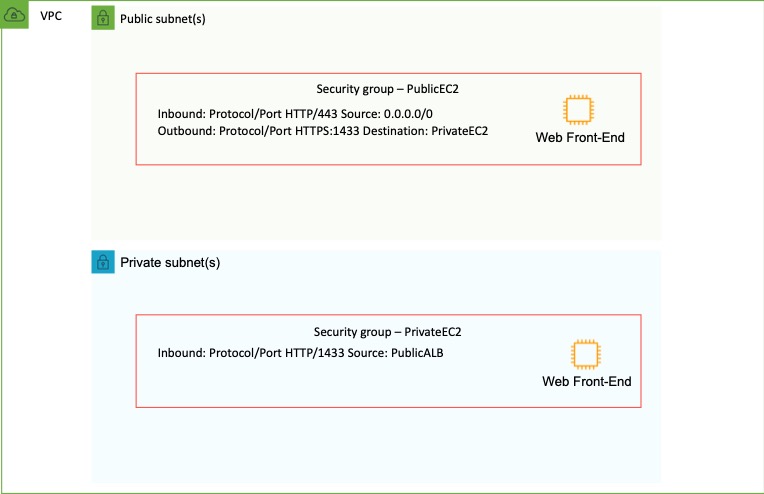 VPC
Public subnet(s)
Security group – PublicEC2
Inbound: Protocol/Port HTTP/443 Source: 0.0.0.0/0
Outbound: Protocol/Port HTTPS:1433 Destination: PrivateEC2
Web Front-End
Private subnet(s)
Security group – PrivateEC2
Inbound: Protocol/Port HTTP/1433 Source: PublicALB
Web Front-End